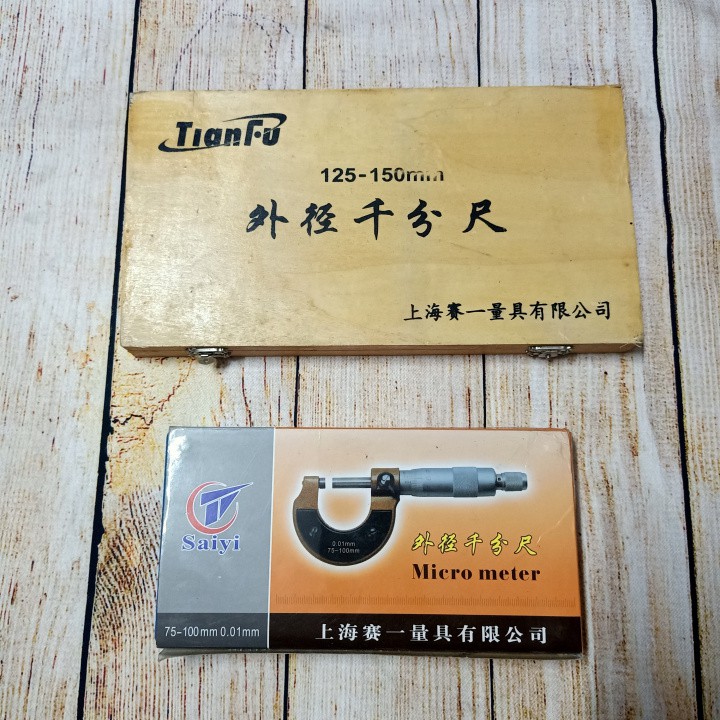 TianFu
125-150mm
外径千分尺
上海赛一量具有限公司
0.01mm
75-100mm
Saiyi
外径千分尺
Micro meter
75-100mm 0.01mm
上海赛一量具有限公司